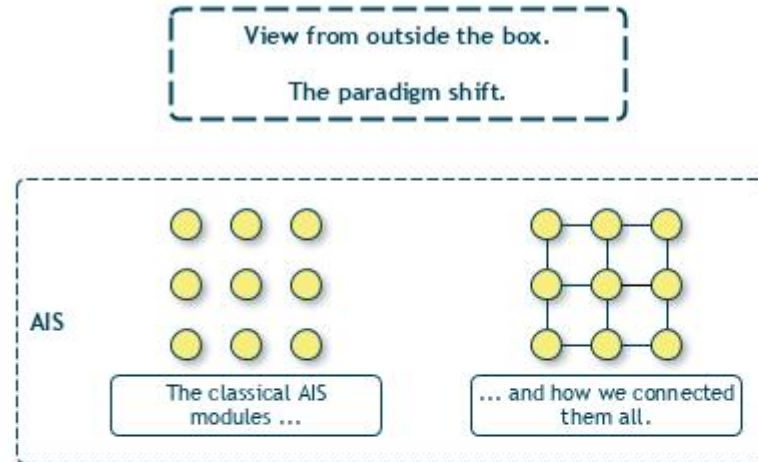 View from outside the box.
The paradigm shift.
AIS
The classical AIS
modules ...
... and how we connected
them all.